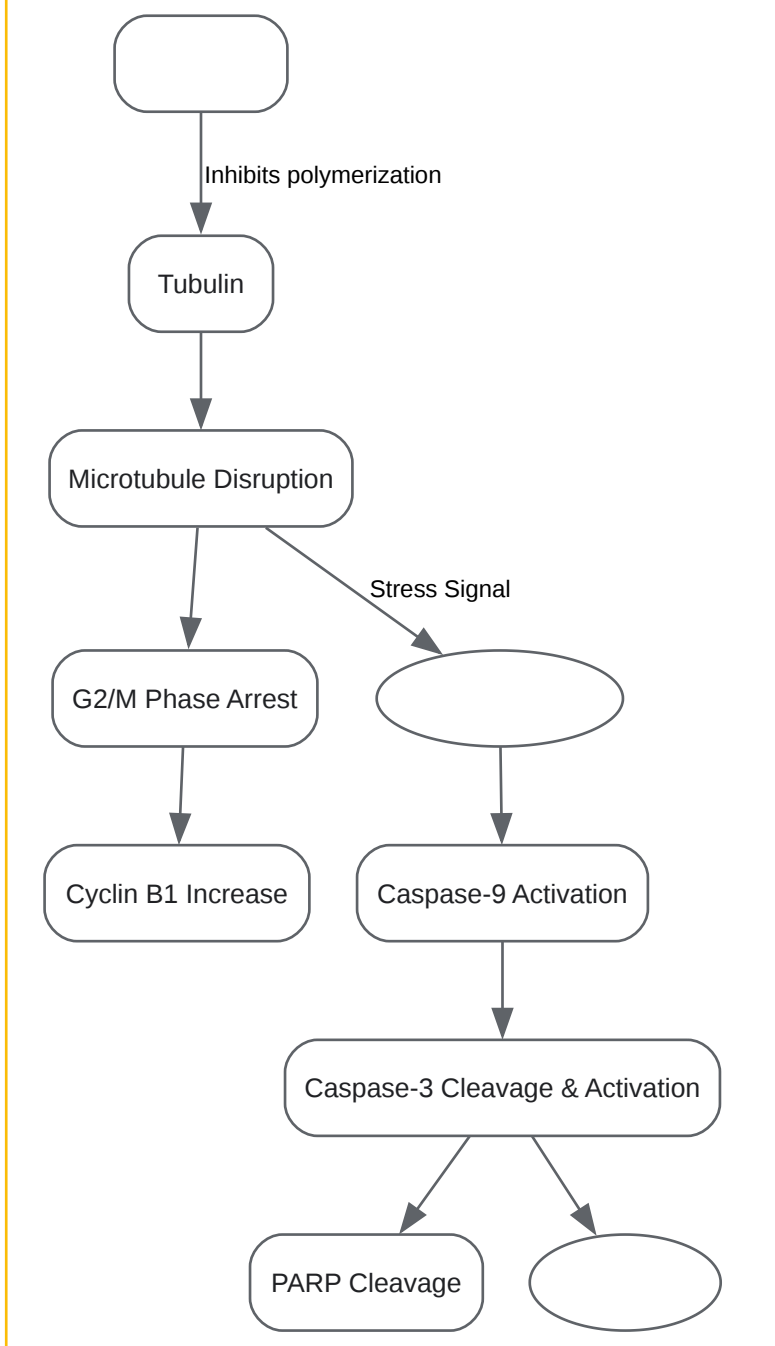 Inhibits polymerization
Tubulin
Microtubule Disruption
Stress Signal
G2/M Phase Arrest
Cyclin B1 Increase
Caspase-9 Activation
Caspase-3 Cleavage & Activation
PARP Cleavage